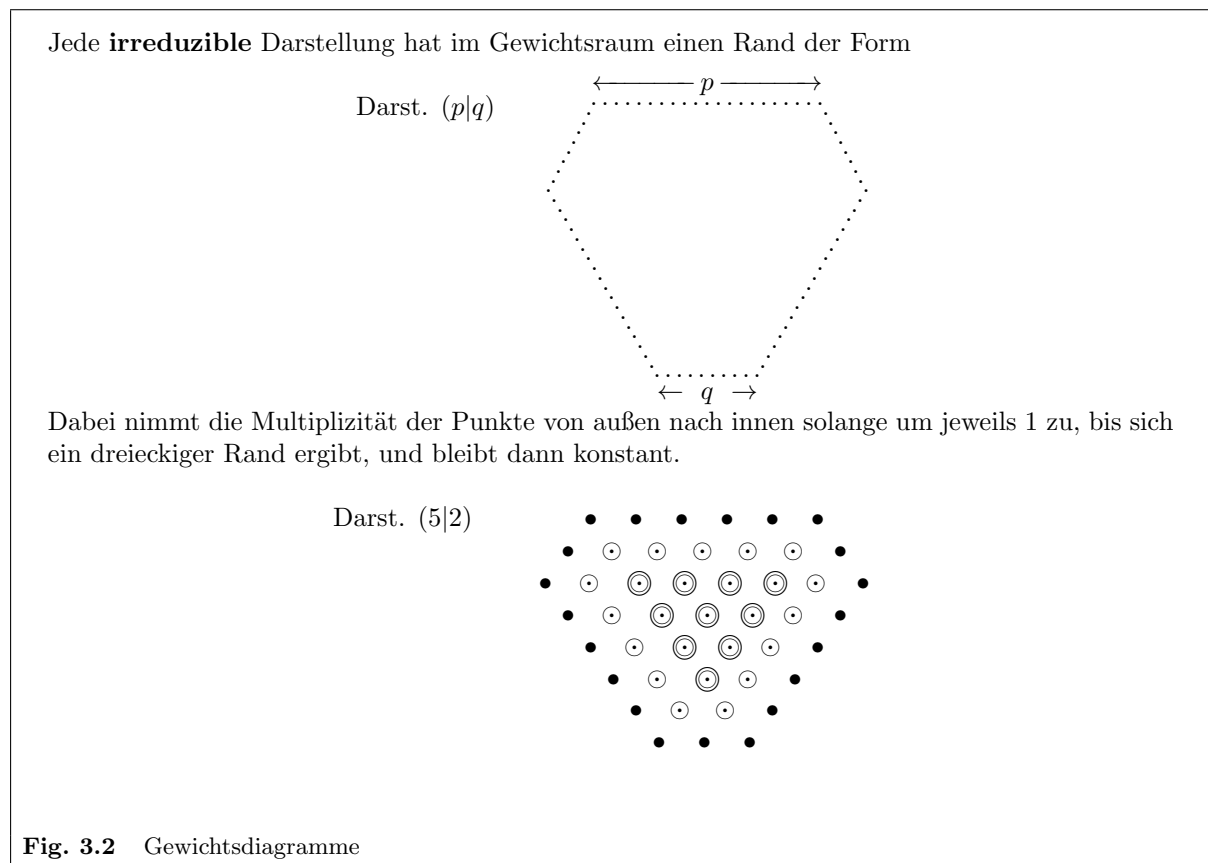 Jede irreduzible Darstellung hat im Gewichtsraum einen Rand der Form
p
Darst. (p|q)
q
Dabei nimmt die Multiplizität der Punkte von außen nach innen solange um jeweils 1 zu, bis sich
ein dreieckiger Rand ergibt, und bleibt dann konstant.
Darst. (5|2)
Fig. 3.2 Gewichtsdiagramme